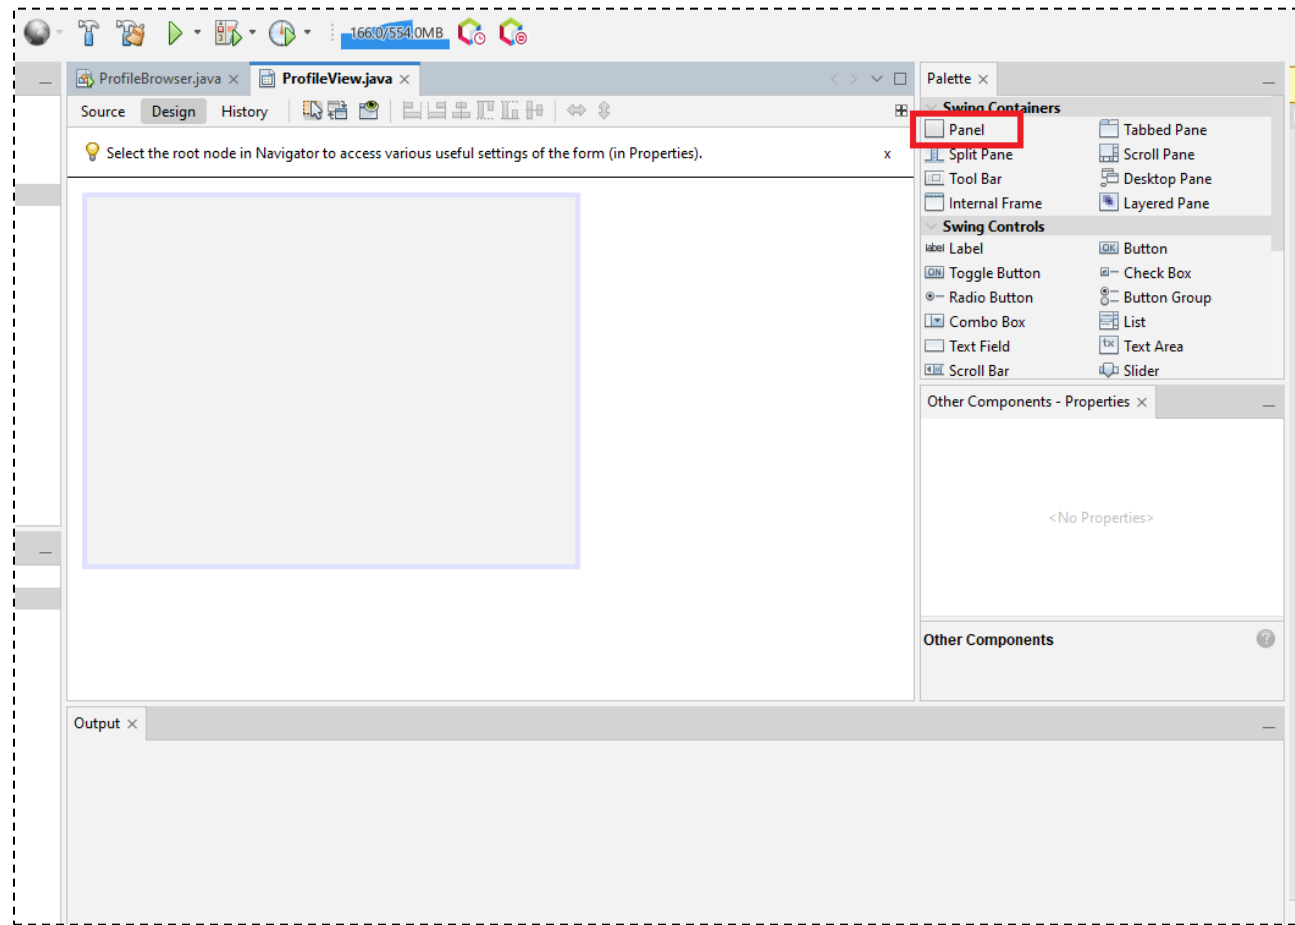 166.0/554.0MB
ProfileBrowser.java
ProfileView.java
Palette
Source Design History
Swing Containers
Panel Tabbed Pane
Select the root node in Navigator to access various useful settings of the form (in Properties). x
Split Pane Scroll Pane
Tool Bar Desktop Pane
Internal Frame Layered Pane
Swing Controls
label Label OK Button
ON Toggle Button Check Box
Radio Button Button Group
Combo Box List
Text Field tx Text Area
Scroll Bar Slider
Other Components - Properties
<No Properties>
Other Components ?
Output